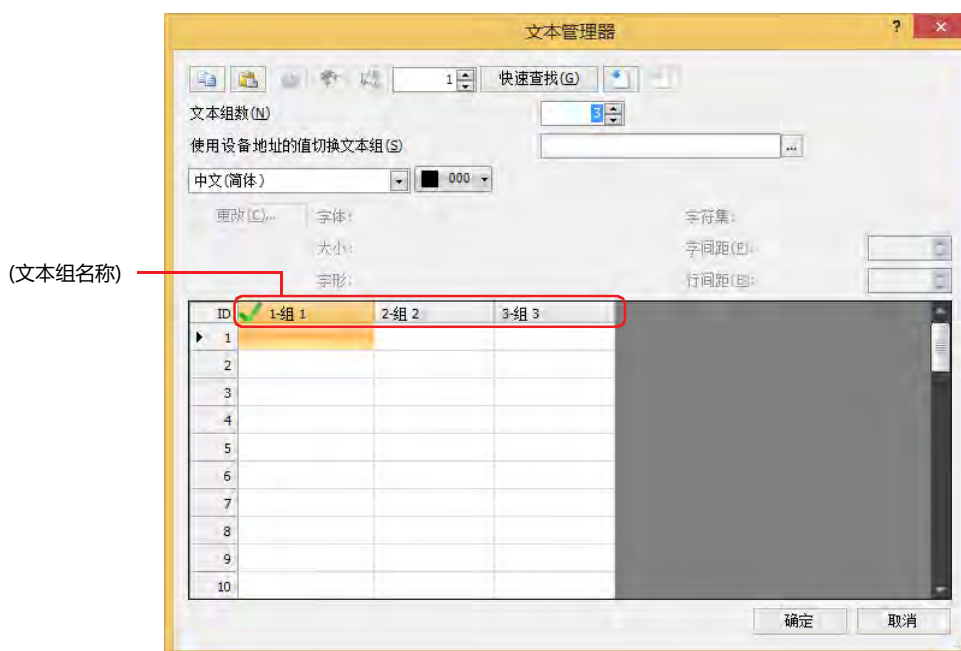 文本管理器
?
1 快速查找(G)
文本组数(N) 3
使用设备地址的值切换文本组(S) ...
中文(简体) 000
更改(C)... 字体: 字符集:
大小: 字间距(P):
字形: 行间距(E):
(文本组名称)
ID 1-组 1 2-组 2 3-组 3
1
2
3
4
5
6
7
8
9
10
确定 取消